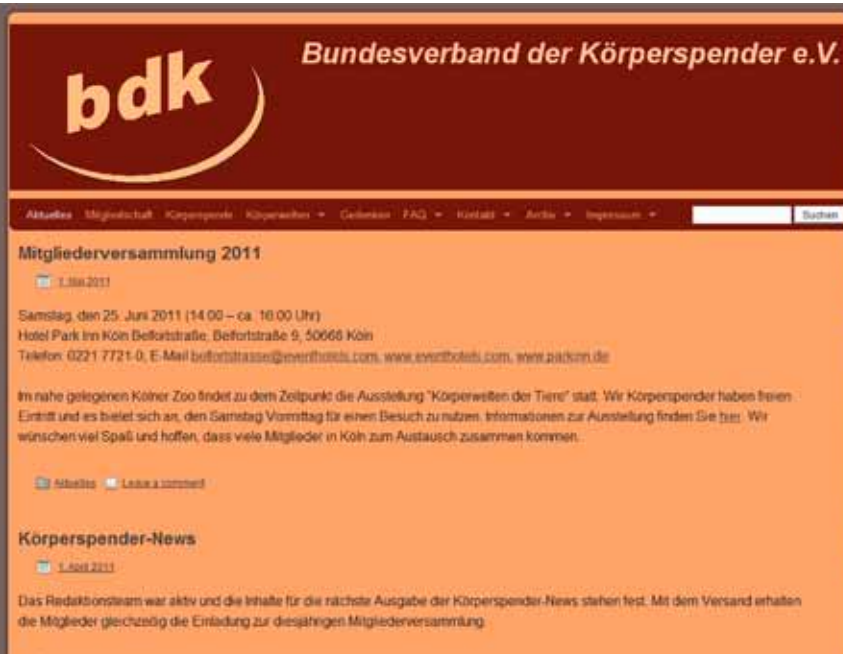 bdk
Bundesverband der Körperspender e.V.
Aktuelles Mitgliedschaft Körperspende Körperwelten Gedenken FAQ Kontakt Archiv Impressum Suchen
Mitgliederversammlung 2011
1. Mai 2011
Samstag, den 25. Juni 2011 (14:00 – ca. 16:00 Uhr)
Hotel Park Inn Köln Belfortstraße, Belfortstraße 9, 50668 Köln
Telefon: 0221 7721-0, E-Mail belfortstrasse@eventhotels.com, www.eventhotels.com, www.parkinn.de
Im nahe gelegenen Kölner Zoo findet zu dem Zeitpunkt die Ausstellung "Körperwelten der Tiere" statt. Wir Körperspender haben freien
Eintritt und es bietet sich an, den Samstag Vormittag für einen Besuch zu nutzen. Informationen zur Ausstellung finden Sie hier. Wir
wünschen viel Spaß und hoffen, dass viele Mitglieder in Köln zum Austausch zusammen kommen.
Aktuelles Leave a comment
Körperspender-News
1. April 2011
Das Redaktionsteam war aktiv und die Inhalte für die nächste Ausgabe der Körperspender-News stehen fest. Mit dem Versand erhalten
die Mitglieder gleichzeitig die Einladung zur diesjährigen Mitgliederversammlung.